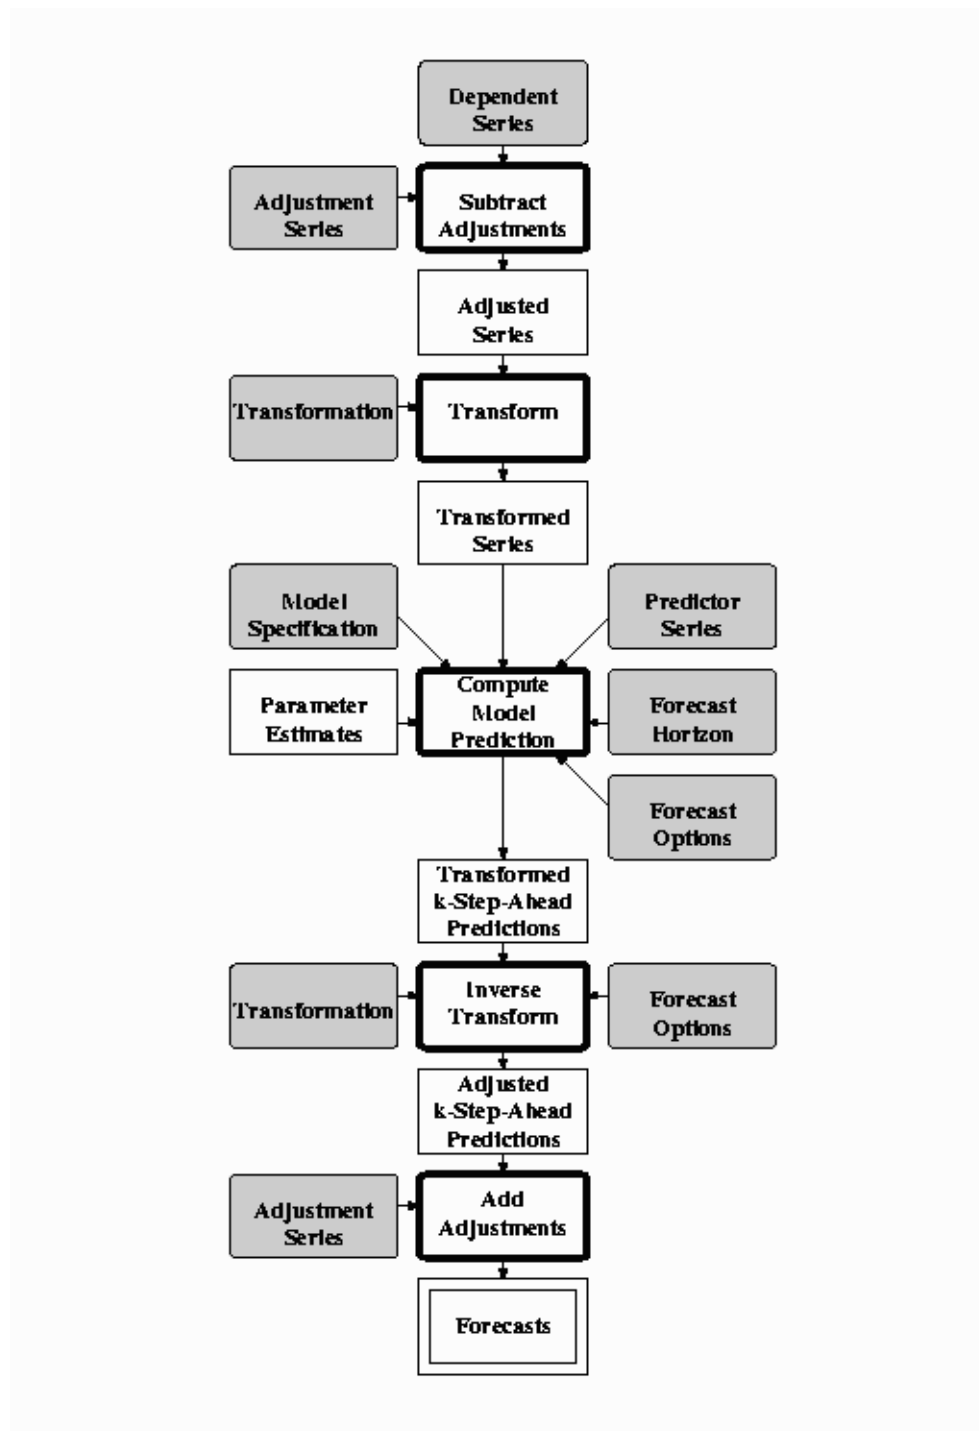 Dependent
Series
Adjustment
Series
Subtract
Adjustments
Adjusted
Series
Transformation
Transform
Transformed
Series
Model
Specification
Predictor
Series
Parameter
Estimates
Compute
Model
Prediction
Forecast
Horizon
Forecast
Options
Transformed
k-Step-Ahead
Predictions
Transformation
Inverse
Transform
Forecast
Options
Adjusted
k-Step-Ahead
Predictions
Adjustment
Series
Add
Adjustments
Forecasts